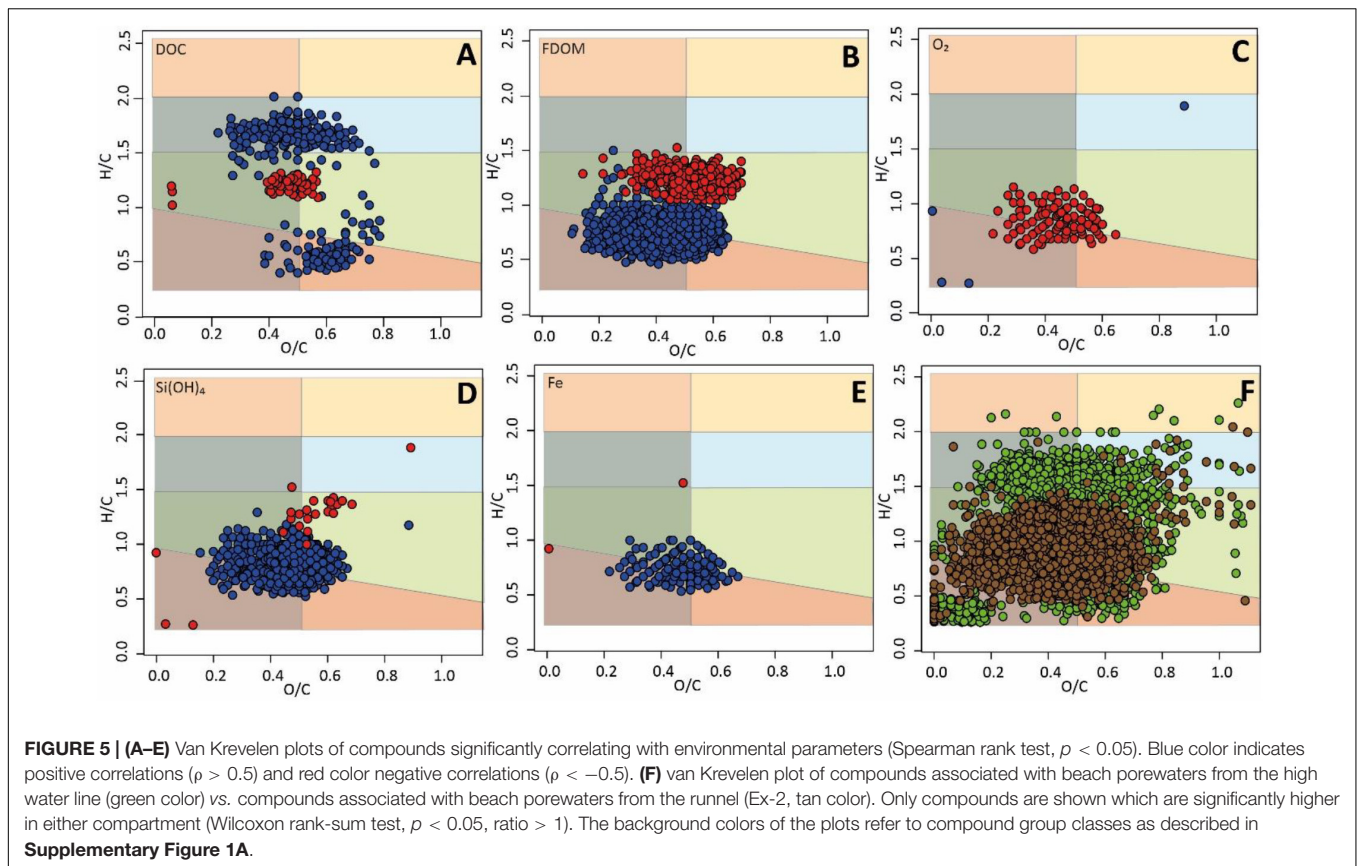 DOC
A
2.5
2.0
1.5
1.0
0.5
0.0
H/C
0.0 0.2 0.4 0.6 0.8 1.0
O/C
FDOM
B
2.5
2.0
1.5
1.0
0.5
0.0
H/C
0.0 0.2 0.4 0.6 0.8 1.0
O/C
O₂
C
2.5
2.0
1.5
1.0
0.5
0.0
H/C
0.0 0.2 0.4 0.6 0.8 1.0
O/C
Si(OH)₄
D
2.5
2.0
1.5
1.0
0.5
0.0
H/C
0.0 0.2 0.4 0.6 0.8 1.0
O/C
Fe
E
2.5
2.0
1.5
1.0
0.5
0.0
H/C
0.0 0.2 0.4 0.6 0.8 1.0
O/C
F
2.5
2.0
1.5
1.0
0.5
0.0
H/C
0.0 0.2 0.4 0.6 0.8 1.0
O/C
FIGURE 5 | (A–E) Van Krevelen plots of compounds significantly correlating with environmental parameters (Spearman rank test, p < 0.05). Blue color indicates
positive correlations (ρ > 0.5) and red color negative correlations (ρ < −0.5). (F) van Krevelen plot of compounds associated with beach porewaters from the high
water line (green color) vs. compounds associated with beach porewaters from the runnel (Ex-2, tan color). Only compounds are shown which are significantly higher
in either compartment (Wilcoxon rank-sum test, p < 0.05, ratio > 1). The background colors of the plots refer to compound group classes as described in
Supplementary Figure 1A.